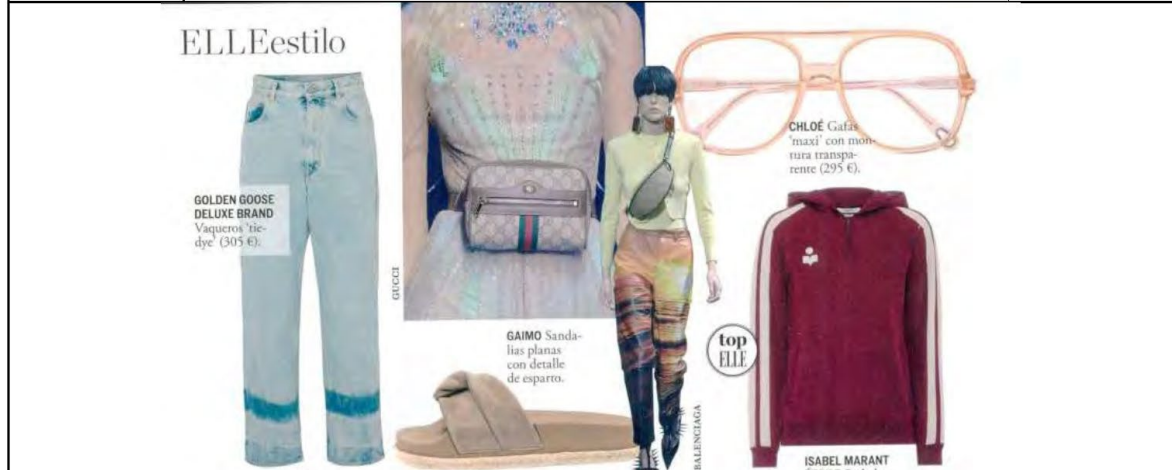 ELLEestilo
GOLDEN GOOSE
DELUXE BRAND
Vaqueros 'tie-
dye' (305 €).
GUCCI
GAIMO Sanda-
lias planas
con detalle
de esparto.
CHLOÉ Gafas
'maxi' con mon-
tura transpa-
rente (295 €).
top
ELLE
BALENCIAGA
ISABEL MARANT